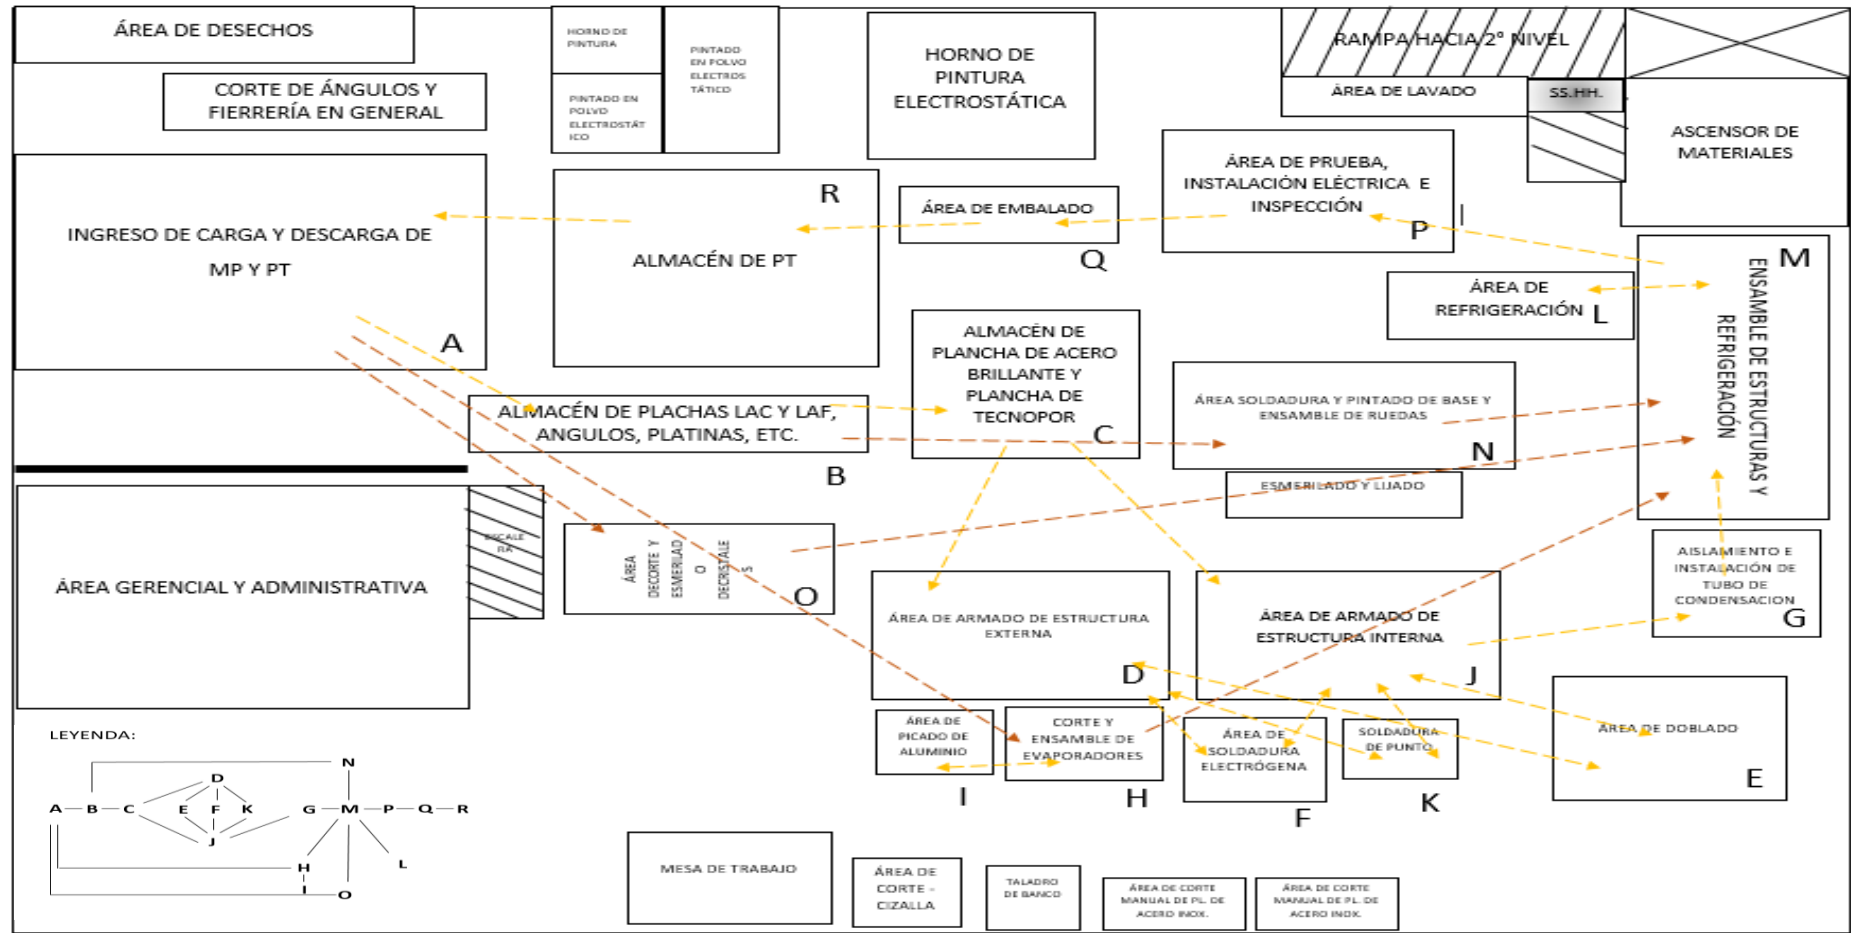 ÁREA DE DESECHOS
CORTE DE ÁNGULOS Y
FIERRERÍA EN GENERAL
HORNO DE
PINTURA
PINTADO EN
POLVO
ELECTROSTÁT
ICO
PINTADO
EN POLVO
ELECTROS
TÁTICO
HORNO DE
PINTURA
ELECTROSTÁTICA
RAMPA HACIA 2° NIVEL
ÁREA DE LAVADO
SS.HH.
ASCENSOR DE
MATERIALES
INGRESO DE CARGA Y DESCARGA DE
MP Y PT
A
R
ALMACÉN DE PT
ÁREA DE EMBALADO
Q
ÁREA DE PRUEBA,
INSTALACIÓN ELÉCTRICA E
INSPECCIÓN
P
M
ENSAMBLE DE ESTRUCTURAS Y
REFRIGERACIÓN
ÁREA DE
REFRIGERACIÓN
L
ALMACÉN DE
PLANCHA DE ACERO
BRILLANTE Y
PLANCHA DE
TECNOPOR
C
ALMACÉN DE PLACHAS LAC Y LAF,
ANGULOS, PLATINAS, ETC.
B
ÁREA SOLDADURA Y PINTADO DE BASE Y
ENSAMBLE DE RUEDAS
N
ESMERILADO Y LIJADO
ÁREA GERENCIAL Y ADMINISTRATIVA
ESCALE
RA
ÁREA
DECORTE Y
ESMERILAD
O
DECRISTALE
S
O
ÁREA DE ARMADO DE ESTRUCTURA
EXTERNA
D
ÁREA DE ARMADO DE
ESTRUCTURA INTERNA
J
AISLAMIENTO E
INSTALACIÓN DE
TUBO DE
CONDENSACION
G
ÁREA DE
PICADO DE
ALUMINIO
I
CORTE Y
ENSAMBLE DE
EVAPORADORES
H
ÁREA DE
SOLDADURA
ELECTRÓGENA
F
SOLDADURA
DE PUNTO
K
ÁREA DE DOBLADO
E
LEYENDA:
N
D
A B C E F K G M P Q R
J
H L
I
O
MESA DE TRABAJO
ÁREA DE
CORTE -
CIZALLA
TALADRO
DE BANCO
ÁREA DE CORTE
MANUAL DE PL. DE
ACERO INOX.
ÁREA DE CORTE
MANUAL DE PL. DE
ACERO INOX.